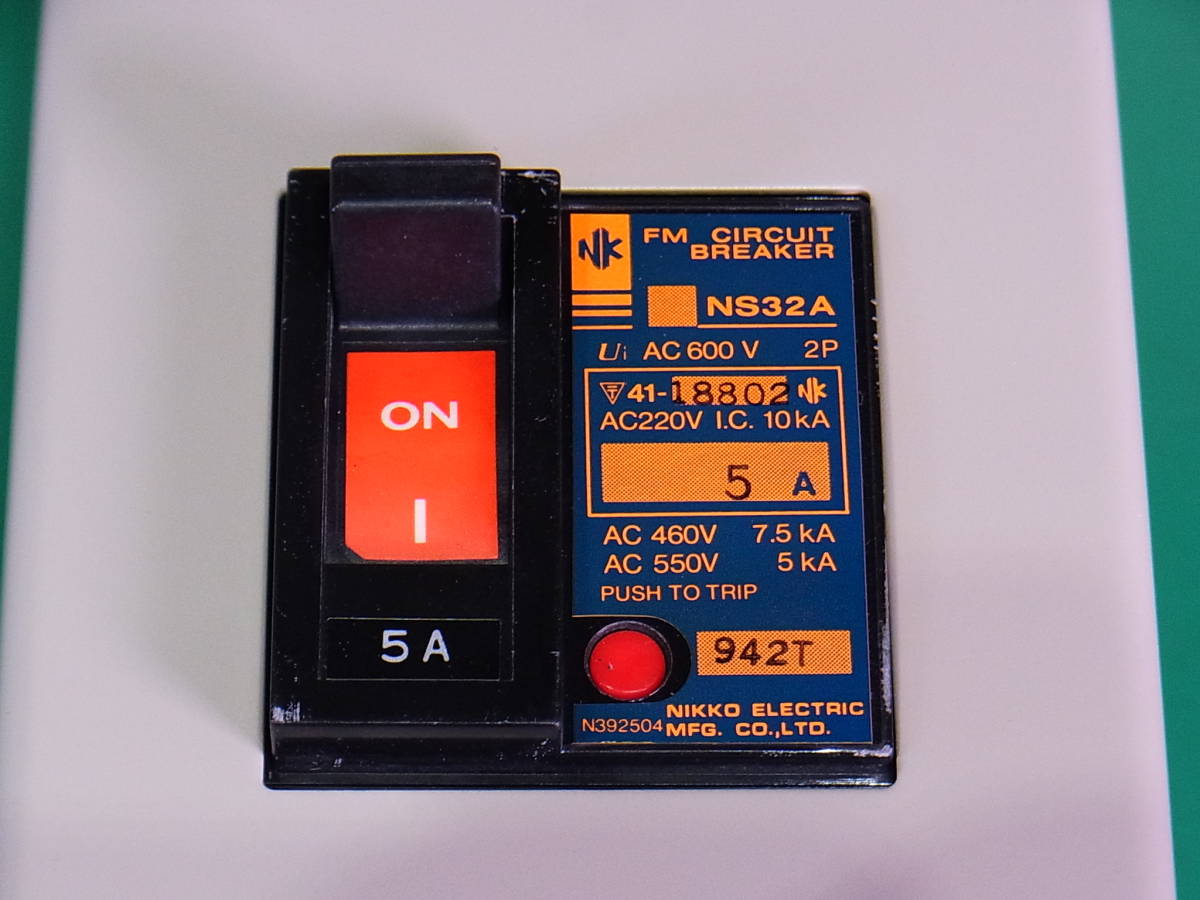 ON
I
5 A
NK
FM CIRCUIT
BREAKER
NS32A
Ui AC 600 V 2P
41-18802 NK
AC220V I.C. 10kA
5 A
AC 460V 7.5 kA
AC 550V 5 kA
PUSH TO TRIP
942T
N392504
NIKKO ELECTRIC
MFG. CO.,LTD.